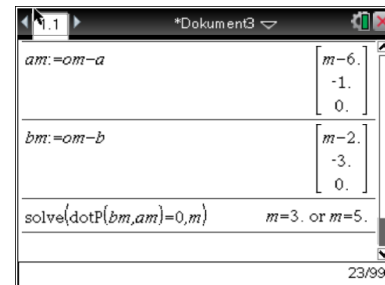 1.1 *Dokument3
am:=om−a [m−6. -1. 0.]
bm:=om−b [m−2. -3. 0.]
solve(dotP(bm,am)=0,m) m=3. or m=5.
23/99